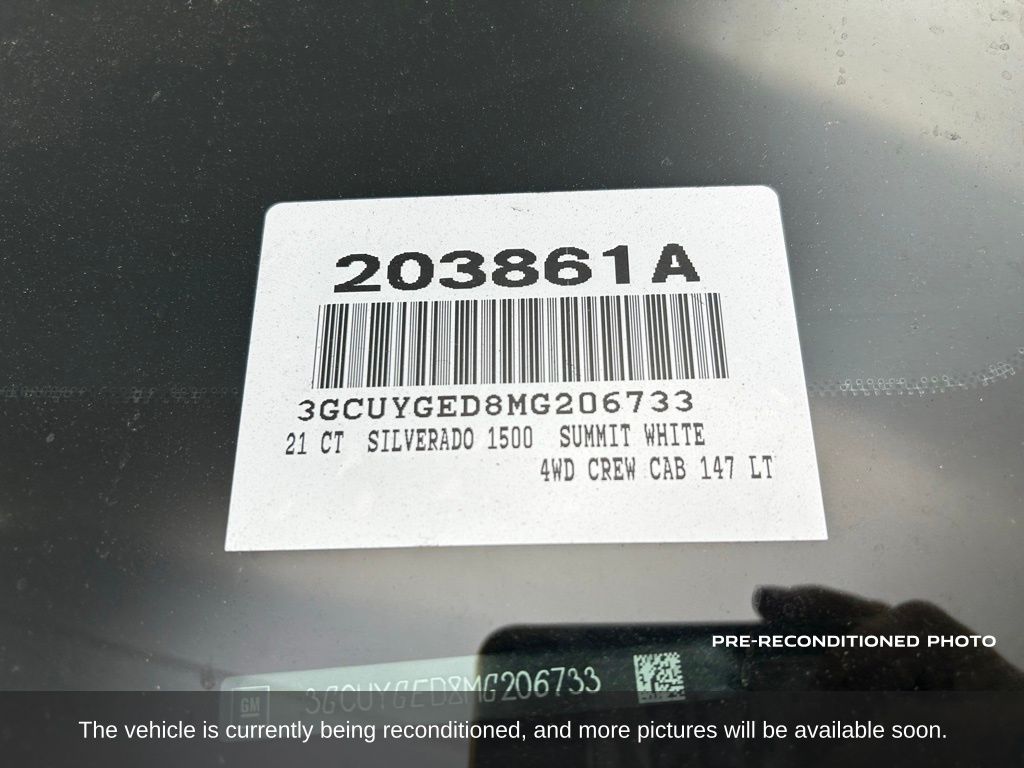 203861A
3GCUYGED8MG206733
21 CT SILVERADO 1500 SUMMIT WHITE
4WD CREW CAB 147 LT
PRE-RECONDITIONED PHOTO
GM 3GCUYGED8MG206733
The vehicle is currently being reconditioned, and more pictures will be available soon.